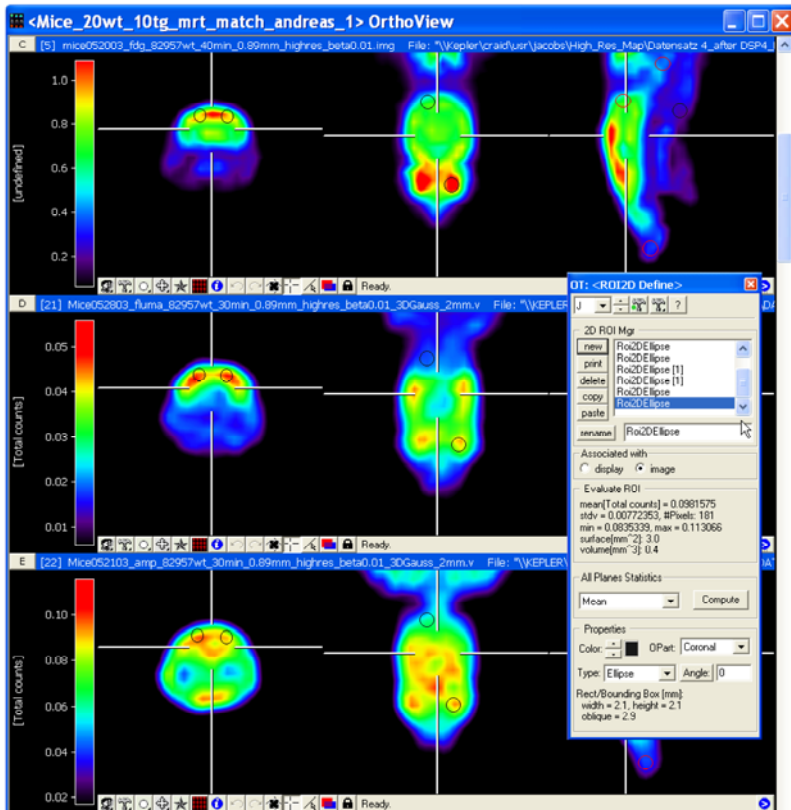 <Mice_20wt_10tg_mrt_match_andreas_1> OrthoView
C [5] mice052003_fdg_82957wt_40min_0.89mm_highres_beta0.01.img File: "\\Kepler\craid\usr\jacobs\High_Res_Map\Datensatz 4_after DSP4_
1.0
0.8
0.6
0.4
0.2
[undefined]
Ready.
D [21] Mice052803_fluma_82957wt_30min_0.89mm_highres_beta0.01_3DGauss_2mm.v File: "\\KEPLER\
0.05
0.04
0.03
0.02
0.01
[Total counts]
Ready.
E [22] Mice052103_amp_82957wt_30min_0.89mm_highres_beta0.01_3DGauss_2mm.v File: "\\KEPLER\
0.10
0.08
0.06
0.04
0.02
[Total counts]
Ready.
OT: <ROI2D Define>
J ?
2D ROI Mgr
new
print
delete
copy
paste
rename
Roi2DEllipse
Roi2DEllipse
Roi2DEllipse [1]
Roi2DEllipse [1]
Roi2DEllipse
Roi2DEllipse
Roi2DEllipse
Associated with
display image
Evaluate ROI
mean[Total counts] = 0.0981575
stdv = 0.00772353, #Pixels: 181
min = 0.0835339, max = 0.113066
surface[mm^2]: 3.0
volume[mm^3]: 0.4
All Planes Statistics
Mean Compute
Properties
Color: OPart: Coronal
Type: Ellipse Angle: 0
Rect/Bounding Box [mm]:
width = 2.1, height = 2.1
oblique = 2.9